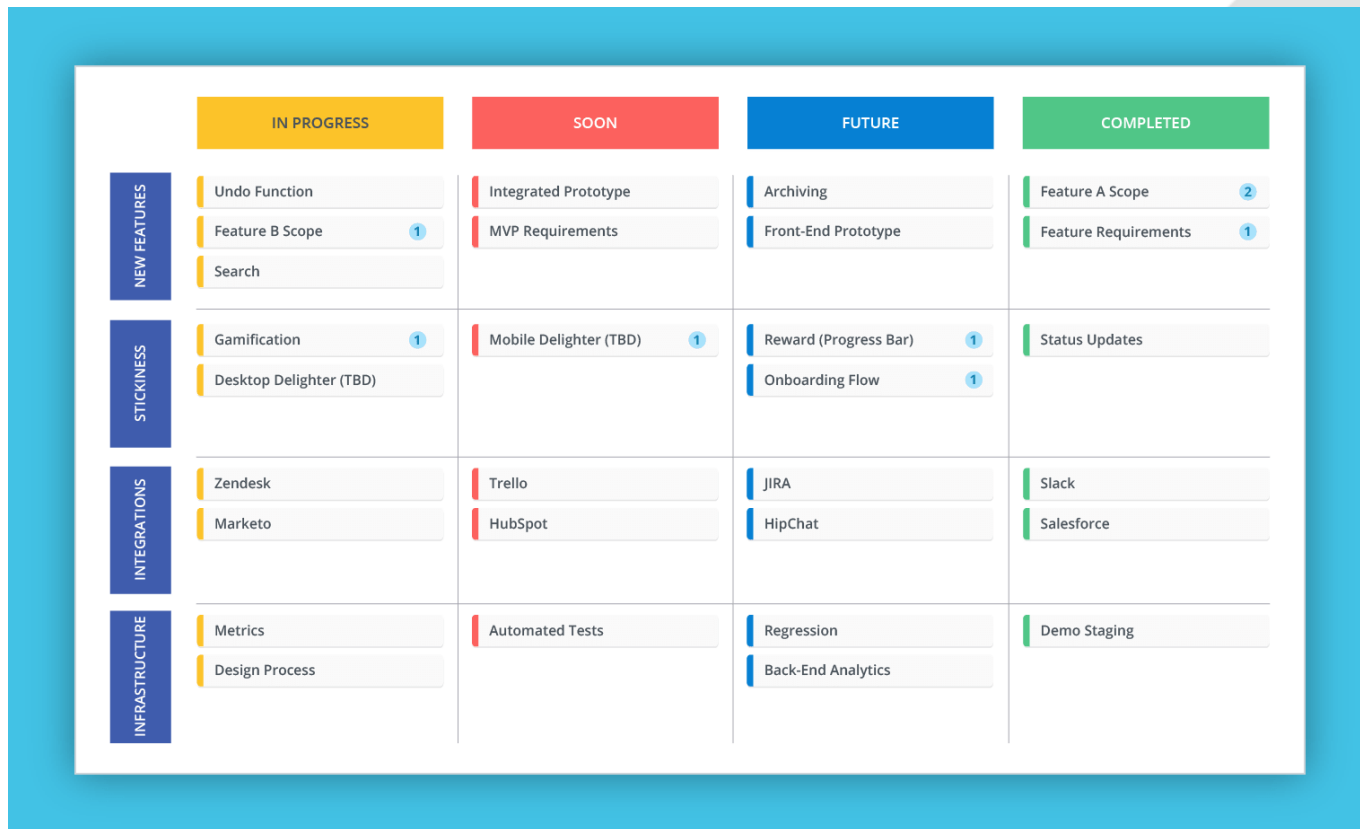 IN PROGRESS
SOON
FUTURE
COMPLETED
NEW FEATURES
Undo Function
Feature B Scope 1
Search
Integrated Prototype
MVP Requirements
Archiving
Front-End Prototype
Feature A Scope 2
Feature Requirements 1
STICKINESS
Gamification 1
Desktop Delighter (TBD)
Mobile Delighter (TBD) 1
Reward (Progress Bar) 1
Onboarding Flow 1
Status Updates
INTEGRATIONS
Zendesk
Marketo
Trello
HubSpot
JIRA
HipChat
Slack
Salesforce
INFRASTRUCTURE
Metrics
Design Process
Automated Tests
Regression
Back-End Analytics
Demo Staging